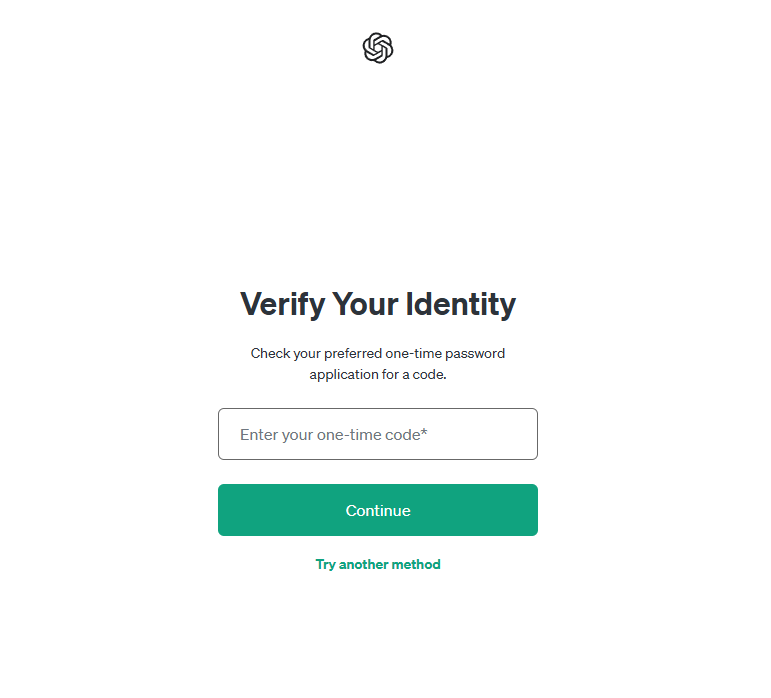 Verify Your Identity
Check your preferred one-time password
application for a code.
Enter your one-time code*
Continue
Try another method